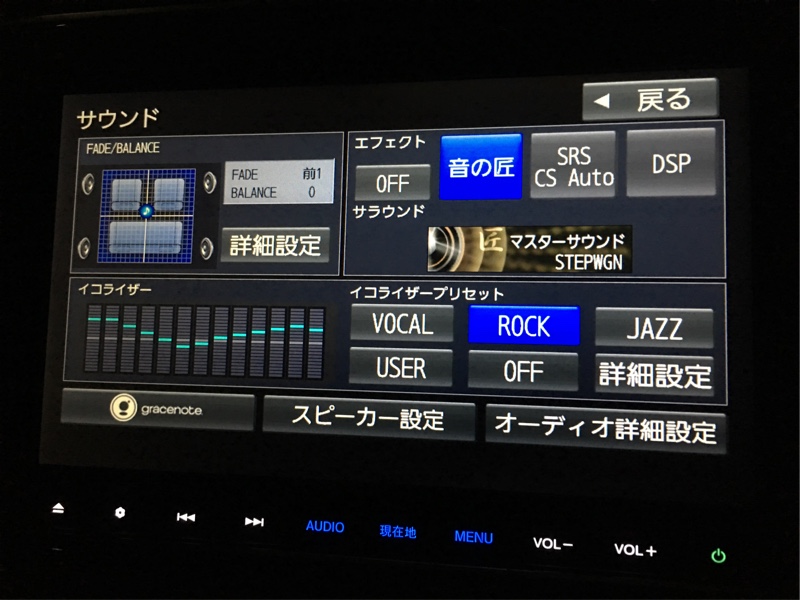 サウンド
◀ 戻る
FADE/BALANCE
FADE 前1
BALANCE 0
詳細設定
エフェクト
OFF
音の匠
SRS
CS Auto
DSP
サラウンド
匠 マスターサウンド
STEPWGN
イコライザー
イコライザープリセット
VOCAL
ROCK
JAZZ
USER
OFF
詳細設定
gracenote.
スピーカー設定
オーディオ詳細設定
AUDIO
現在地
MENU
VOL−
VOL+